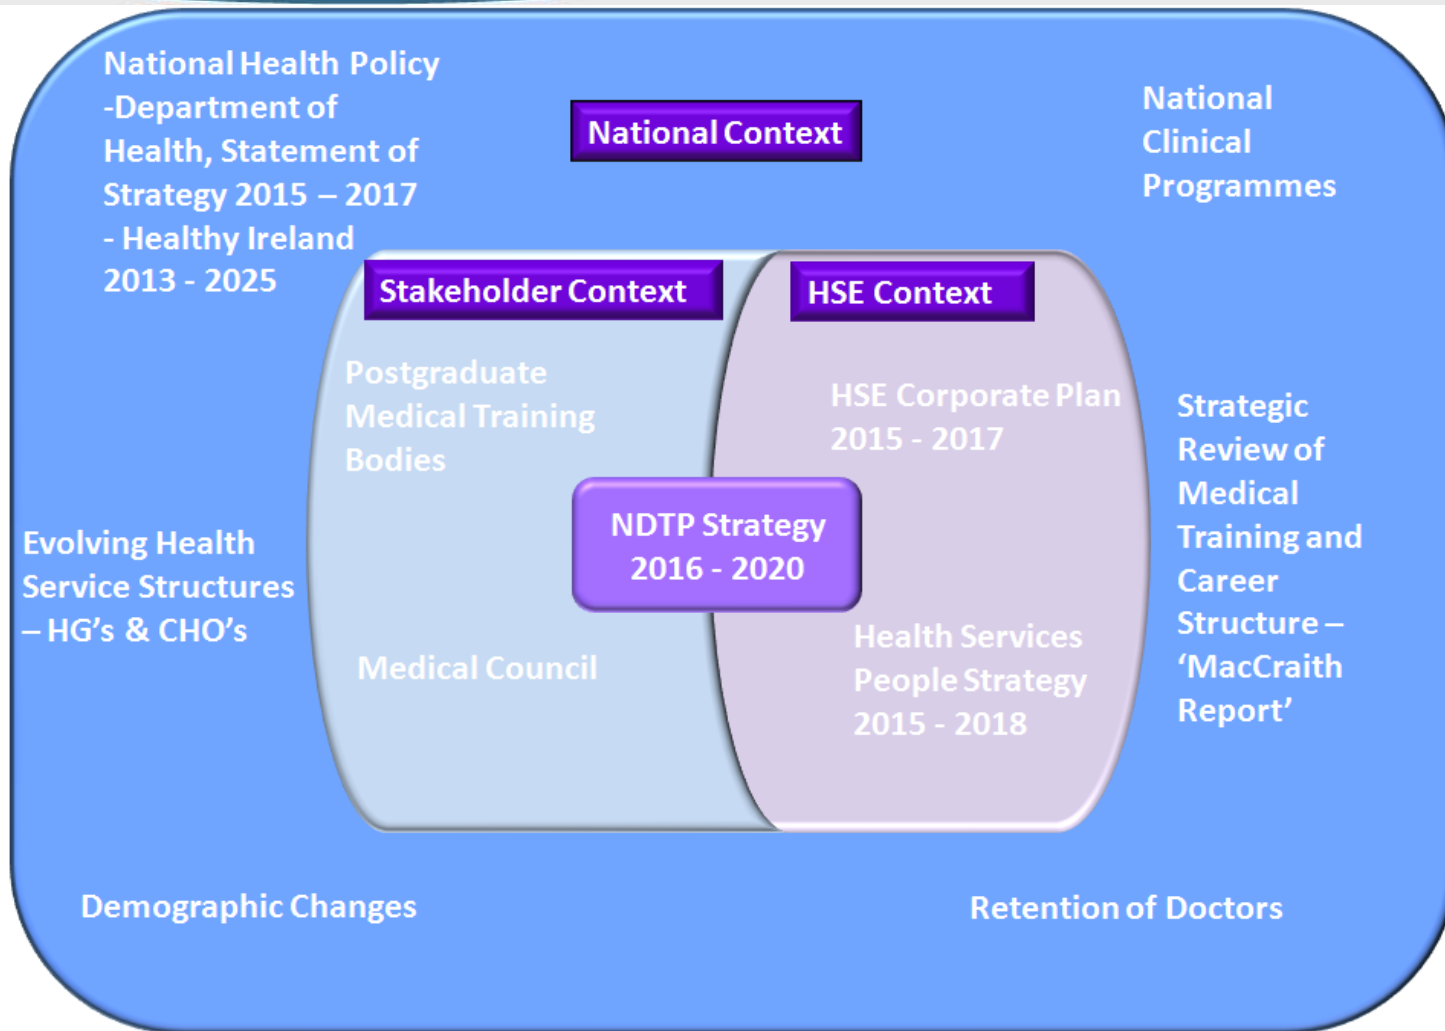 National Health Policy
-Department of
Health, Statement of
Strategy 2015 – 2017
- Healthy Ireland
2013 - 2025
National Context
National
Clinical
Programmes
Stakeholder Context
HSE Context
Postgraduate
Medical Training
Bodies
HSE Corporate Plan
2015 - 2017
Strategic
Review of
Medical
Training and
Career
Structure –
‘MacCraith
Report’
NDTP Strategy
2016 - 2020
Evolving Health
Service Structures
– HG’s & CHO’s
Medical Council
Health Services
People Strategy
2015 - 2018
Demographic Changes
Retention of Doctors